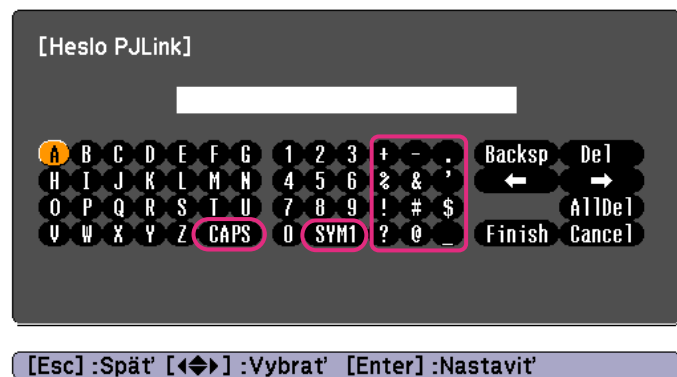 [Heslo PJLink]
A B C D E F G 1 2 3 + - . Backsp Del
H I J K L M N 4 5 6 % & ’ ← →
O P Q R S T U 7 8 9 ! # $ AllDel
V W X Y Z CAPS 0 SYM1 ? @ _ Finish Cancel
[Esc] :Späť [◀◆▶] :Vybrať [Enter] :Nastaviť